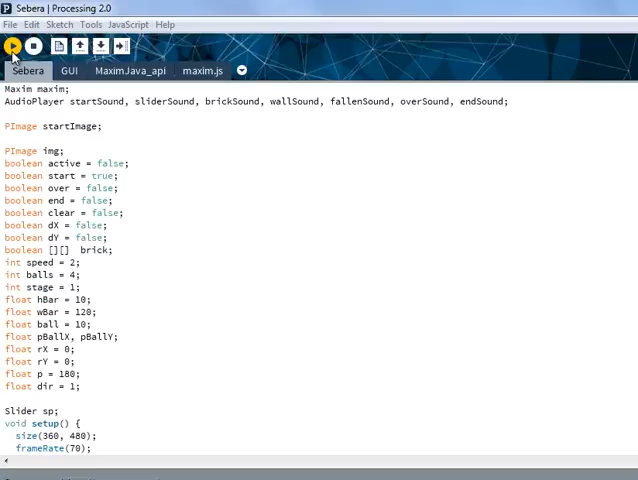 Sebera | Processing 2.0
File Edit Sketch Tools JavaScript Help
Sebera GUI MaximJava_api maxim.js
Maxim maxim;
AudioPlayer startSound, sliderSound, brickSound, wallSound, fallenSound, overSound, endSound;
PImage startImage;
PImage img;
boolean active = false;
boolean start = true;
boolean over = false;
boolean end = false;
boolean clear = false;
boolean dX = false;
boolean dY = false;
boolean [][] brick;
int speed = 2;
int balls = 4;
int stage = 1;
float hBar = 10;
float wBar = 120;
float ball = 10;
float pBallX, pBallY;
float rX = 0;
float rY = 0;
float p = 180;
float dir = 1;
Slider sp;
void setup() {
size(360, 480);
frameRate(70);